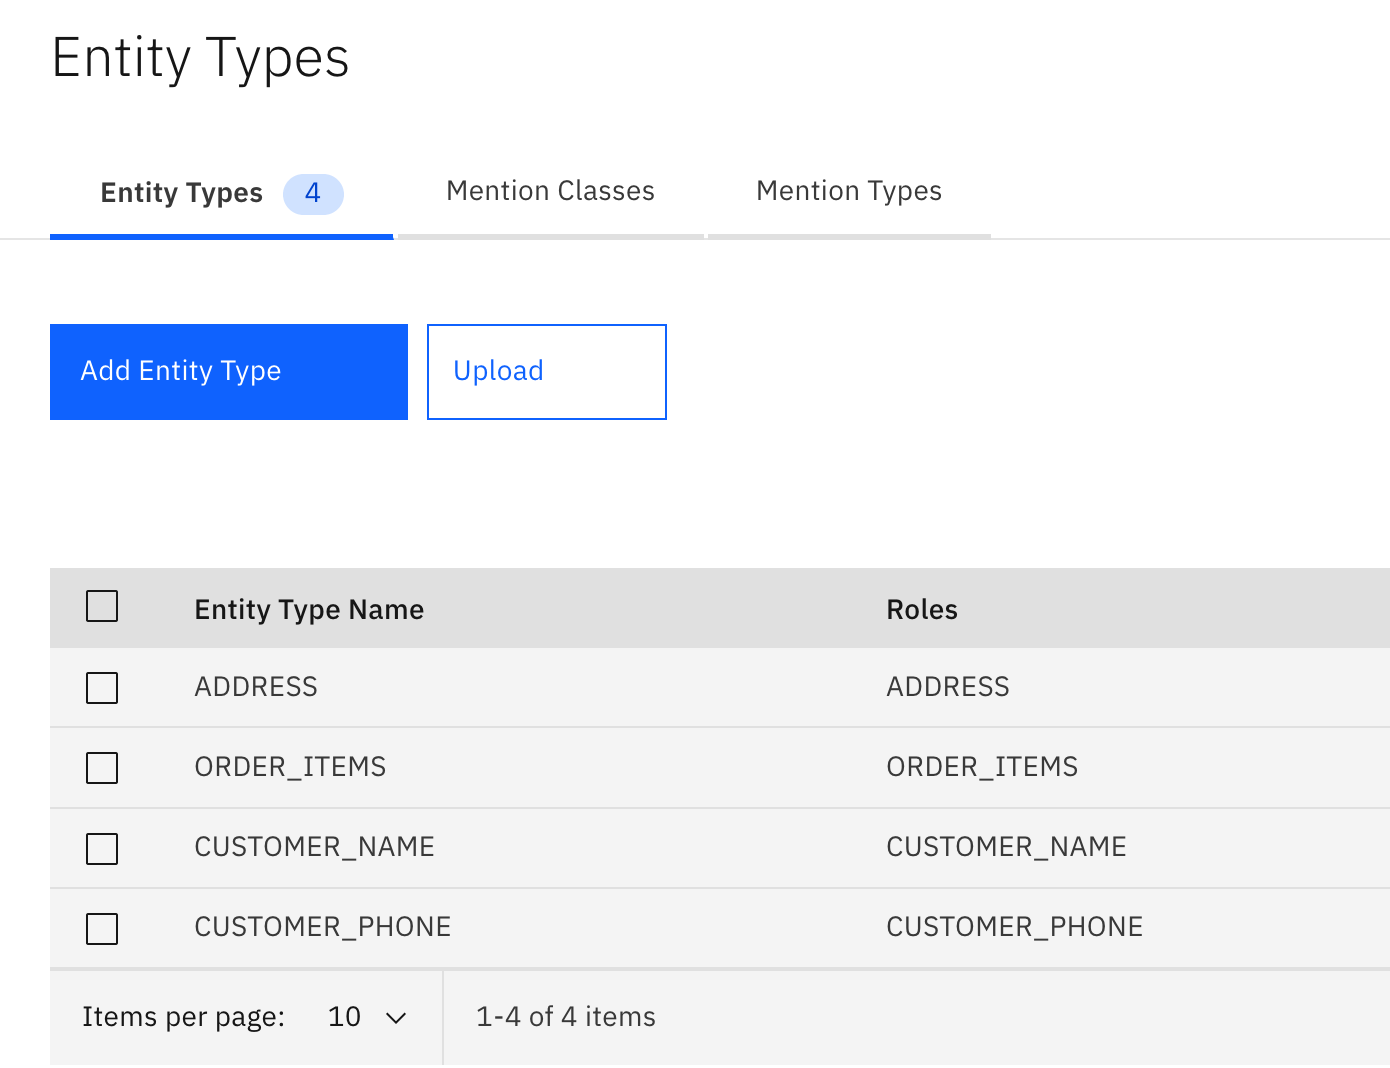 Entity Types
Entity Types 4 Mention Classes Mention Types
Add Entity Type Upload
Entity Type Name Roles
ADDRESS ADDRESS
ORDER_ITEMS ORDER_ITEMS
CUSTOMER_NAME CUSTOMER_NAME
CUSTOMER_PHONE CUSTOMER_PHONE
Items per page: 10 1-4 of 4 items